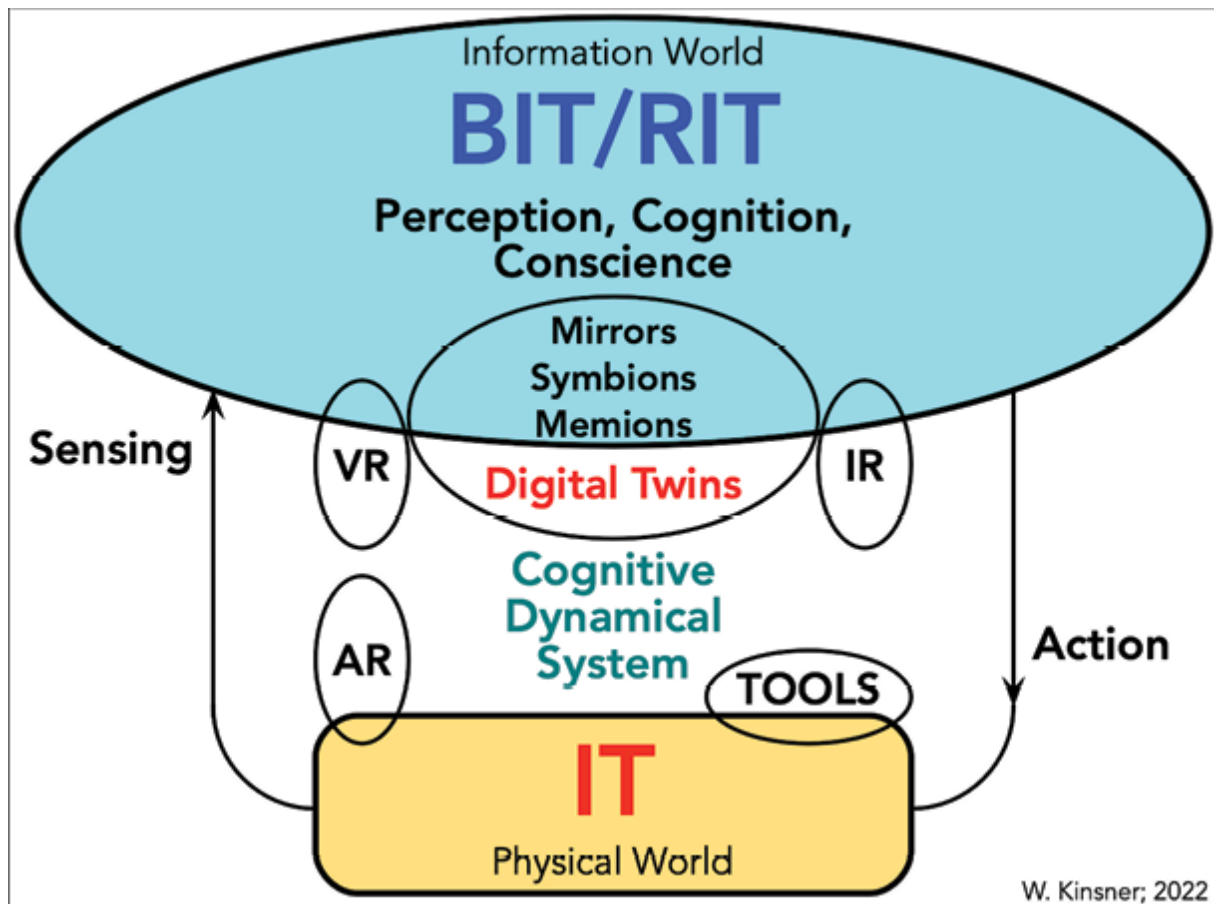 Information World
BIT/RIT
Perception, Cognition,
Conscience
Mirrors
Symbions
Memions
Sensing
VR
Digital Twins
IR
Cognitive
Dynamical
System
AR
TOOLS
Action
IT
Physical World
W. Kinsner; 2022